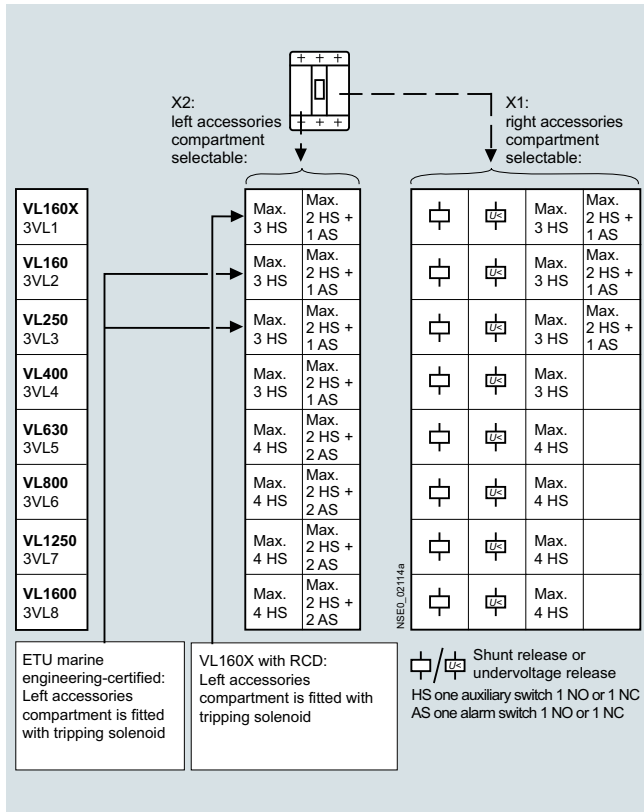 X2:
left accessories
compartment
selectable:
X1:
right accessories
compartment
selectable:
VL160X
3VL1
Max.
3 HS
Max.
2 HS +
1 AS
U<
Max.
3 HS
Max.
2 HS +
1 AS
VL160
3VL2
Max.
3 HS
Max.
2 HS +
1 AS
U<
Max.
3 HS
Max.
2 HS +
1 AS
VL250
3VL3
Max.
3 HS
Max.
2 HS +
1 AS
U<
Max.
3 HS
Max.
2 HS +
1 AS
VL400
3VL4
Max.
3 HS
Max.
2 HS +
1 AS
U<
Max.
3 HS
VL630
3VL5
Max.
4 HS
Max.
2 HS +
2 AS
U<
Max.
4 HS
VL800
3VL6
Max.
4 HS
Max.
2 HS +
2 AS
U<
Max.
4 HS
VL1250
3VL7
Max.
4 HS
Max.
2 HS +
2 AS
U<
Max.
4 HS
VL1600
3VL8
Max.
4 HS
Max.
2 HS +
2 AS
U<
Max.
4 HS
NSE0_02114a
ETU marine
engineering-certified:
Left accessories
compartment is fitted
with tripping solenoid
VL160X with RCD:
Left accessories
compartment is fitted with
tripping solenoid
/ U< Shunt release or
undervoltage release
HS one auxiliary switch 1 NO or 1 NC
AS one alarm switch 1 NO or 1 NC